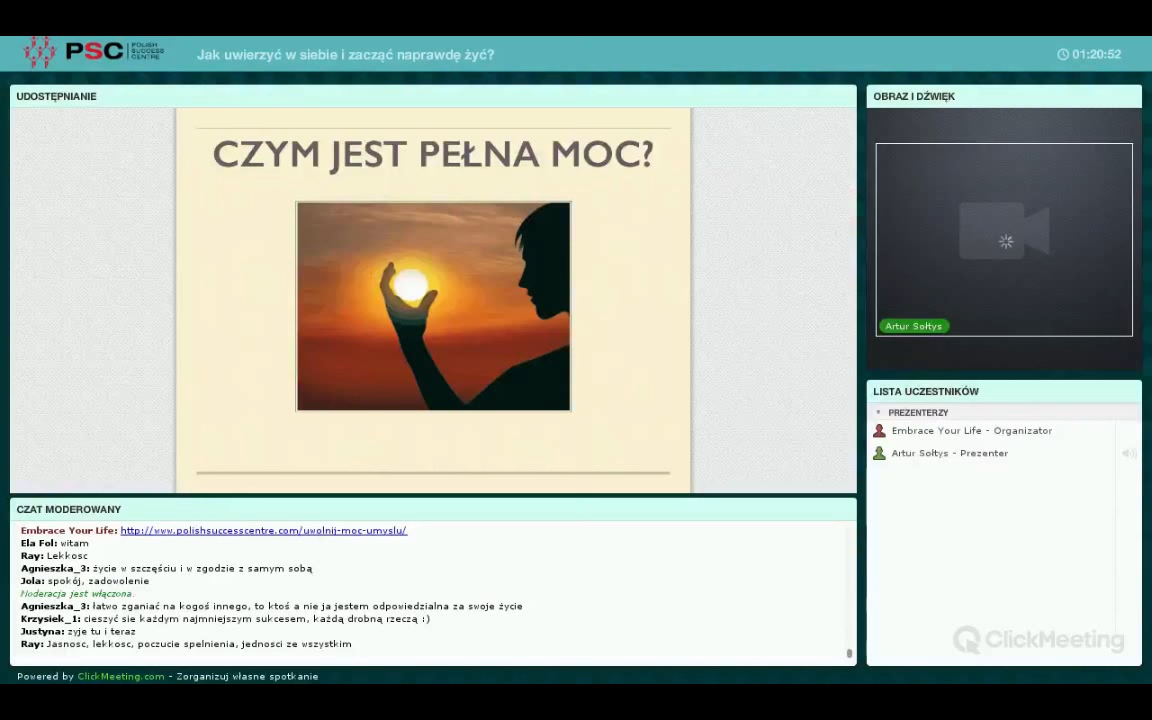 PSC POLISH SUCCESS CENTRE
Jak uwierzyć w siebie i zacząć naprawdę żyć?
01:20:52
UDOSTĘPNIANIE
CZYM JEST PEŁNA MOC?
OBRAZ I DŹWIĘK
Artur Sołtys
LISTA UCZESTNIKÓW
PREZENTERZY
Embrace Your Life - Organizator
Artur Sołtys - Prezenter
ClickMeeting
CZAT MODEROWANY
Embrace Your Life: http://www.polishsuccesscentre.com/uwolnij-moc-umyslu/
Ela Fol: witam
Ray: Lekkosc
Agnieszka_3: życie w szczęściu i w zgodzie z samym sobą
Jola: spokój, zadowolenie
Moderacja jest włączona.
Agnieszka_3: łatwo zganiać na kogoś innego, to ktoś a nie ja jestem odpowiedzialna za swoje życie
Krzysiek_1: cieszyć sie każdym najmniejszym sukcesem, każdą drobną rzeczą :)
Justyna: zyje tu i teraz
Ray: Jasnosc, lekkosc, poczucie spelnienia, jednosci ze wszystkim
Powered by ClickMeeting.com - Zorganizuj własne spotkanie